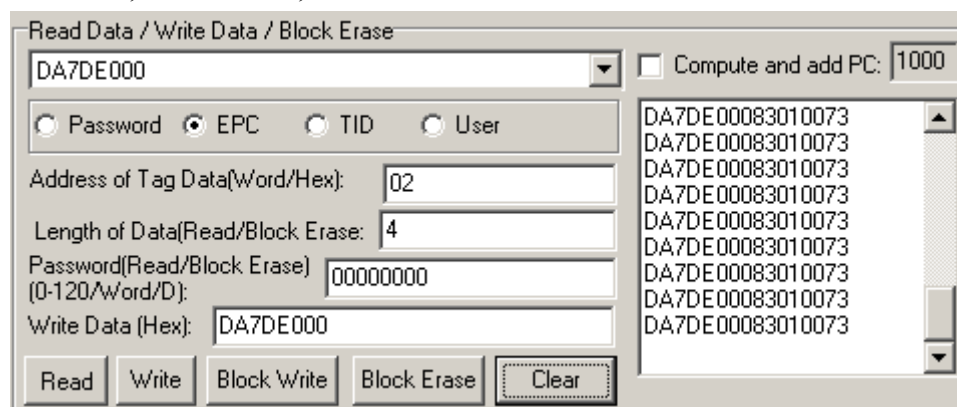 Read Data / Write Data / Block Erase
DA7DE000
Compute and add PC: 1000
Password EPC TID User
Address of Tag Data(Word/Hex): 02
Length of Data(Read/Block Erase: 4
Password(Read/Block Erase)
(0-120/Word/D): 00000000
Write Data (Hex): DA7DE000
Read Write Block Write Block Erase Clear
DA7DE00083010073
DA7DE00083010073
DA7DE00083010073
DA7DE00083010073
DA7DE00083010073
DA7DE00083010073
DA7DE00083010073
DA7DE00083010073
DA7DE00083010073